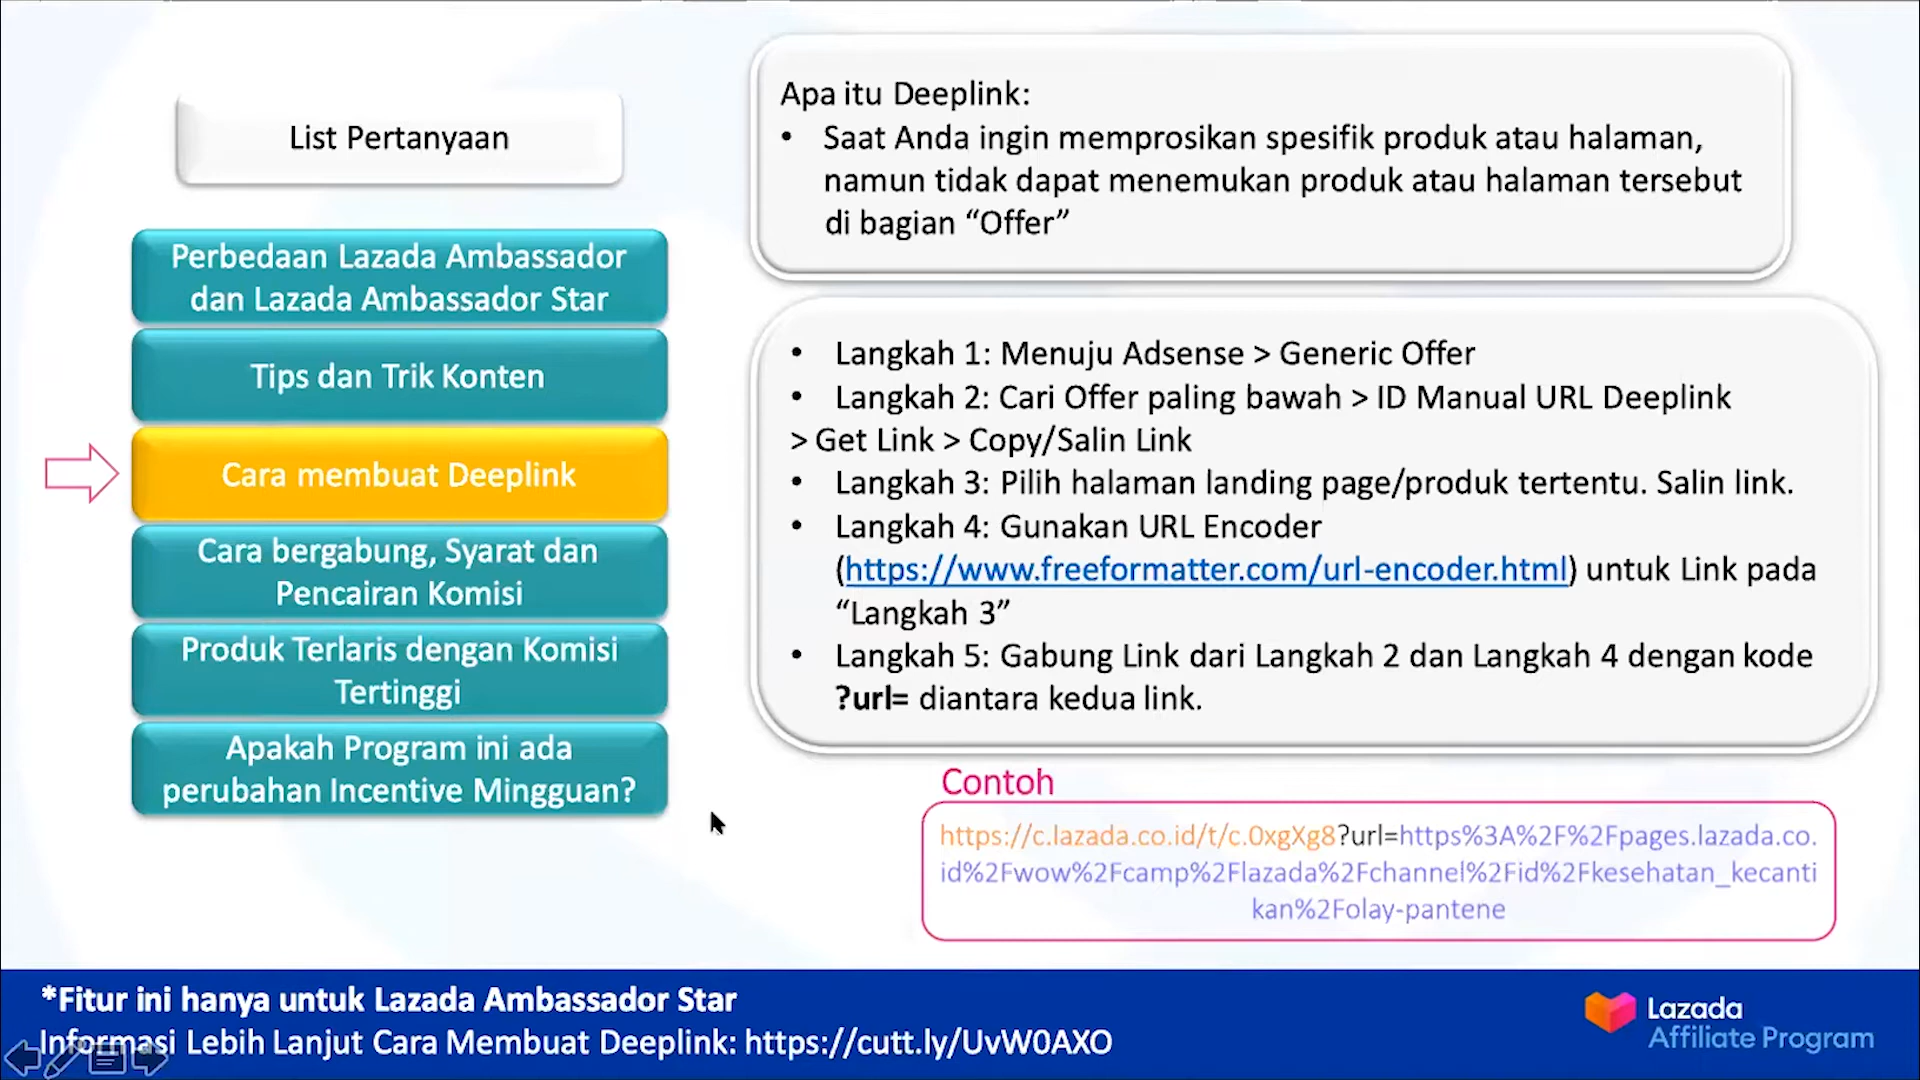 List Pertanyaan
Perbedaan Lazada Ambassador
dan Lazada Ambassador Star
Tips dan Trik Konten
Cara membuat Deeplink
Cara bergabung, Syarat dan
Pencairan Komisi
Produk Terlaris dengan Komisi
Tertinggi
Apakah Program ini ada
perubahan Incentive Mingguan?
Apa itu Deeplink:
• Saat Anda ingin memprosikan spesifik produk atau halaman,
namun tidak dapat menemukan produk atau halaman tersebut
di bagian “Offer”
• Langkah 1: Menuju Adsense > Generic Offer
• Langkah 2: Cari Offer paling bawah > ID Manual URL Deeplink
> Get Link > Copy/Salin Link
• Langkah 3: Pilih halaman landing page/produk tertentu. Salin link.
• Langkah 4: Gunakan URL Encoder
(https://www.freeformatter.com/url-encoder.html) untuk Link pada
“Langkah 3”
• Langkah 5: Gabung Link dari Langkah 2 dan Langkah 4 dengan kode
?url= diantara kedua link.
Contoh
https://c.lazada.co.id/t/c.0xgXg8?url=https%3A%2F%2Fpages.lazada.co.
id%2Fwow%2Fcamp%2Flazada%2Fchannel%2Fid%2Fkesehatan_kecanti
kan%2Folay-pantene
*Fitur ini hanya untuk Lazada Ambassador Star
Informasi Lebih Lanjut Cara Membuat Deeplink: https://cutt.ly/UvW0AXO
Lazada
Affiliate Program